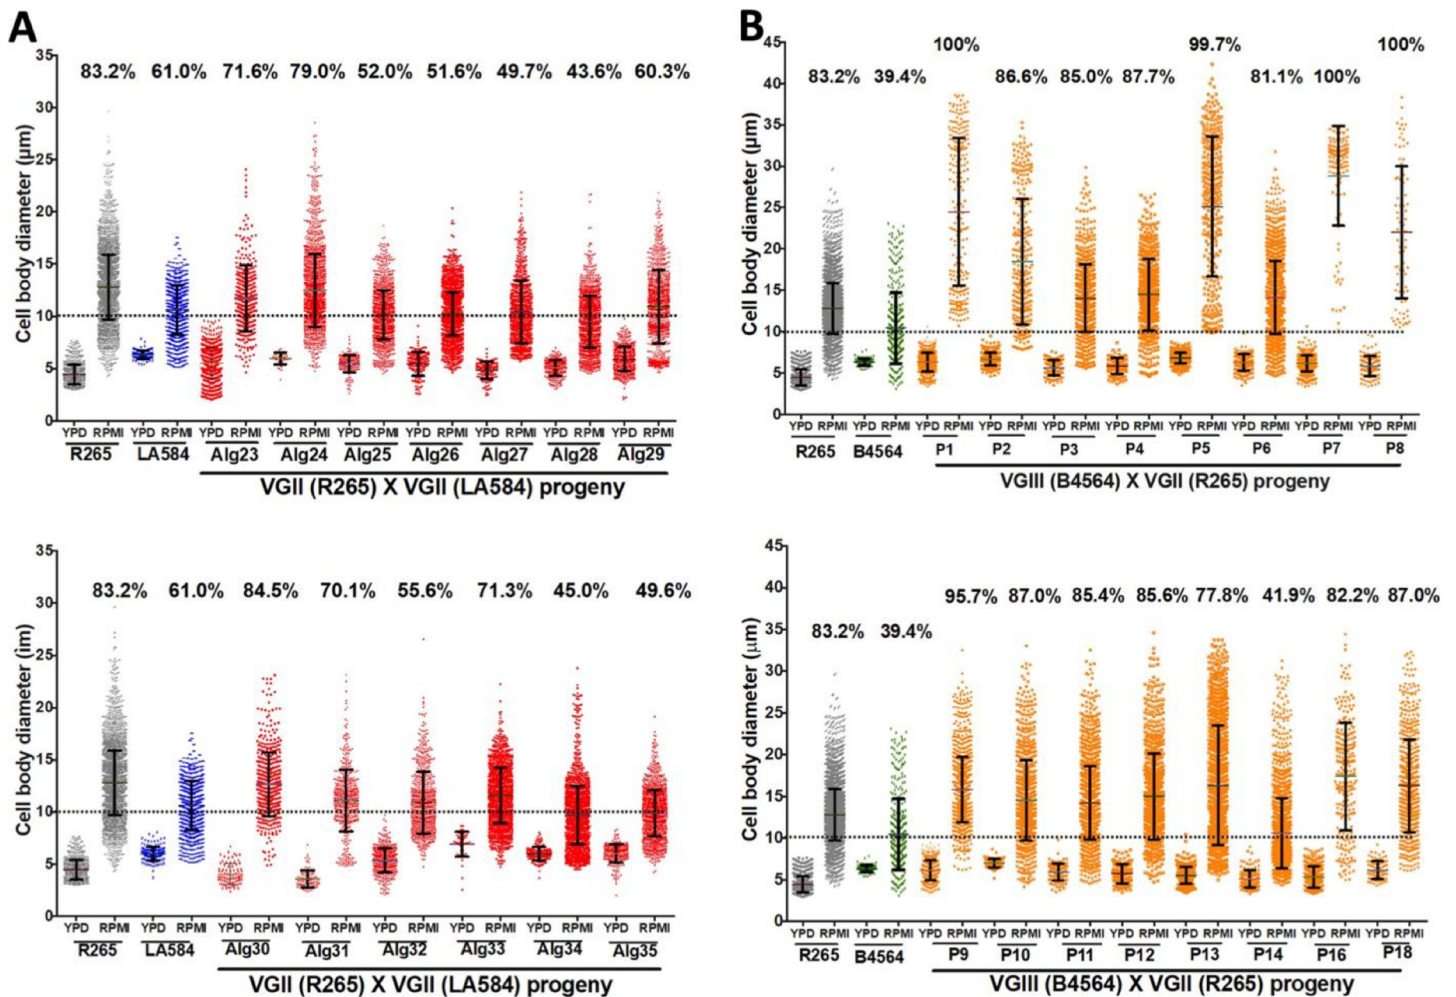 A
Cell body diameter (µm)
35
30
25
20
15
10
5
0
83.2% 61.0% 71.6% 79.0% 52.0% 51.6% 49.7% 43.6% 60.3%
YPD RPMI YPD RPMI YPD RPMI YPD RPMI YPD RPMI YPD RPMI YPD RPMI YPD RPMI YPD RPMI
R265 LA584 Alg23 Alg24 Alg25 Alg26 Alg27 Alg28 Alg29
VGII (R265) X VGII (LA584) progeny
B
Cell body diameter (µm)
45
40
35
30
25
20
15
10
5
0
100% 99.7% 100%
83.2% 39.4% 86.6% 85.0% 87.7% 81.1% 100%
YPD RPMI YPD RPMI YPD RPMI YPD RPMI YPD RPMI YPD RPMI YPD RPMI YPD RPMI YPD RPMI YPD RPMI
R265 B4564 P1 P2 P3 P4 P5 P6 P7 P8
VGIII (B4564) X VGII (R265) progeny
Cell body diameter (im)
35
30
25
20
15
10
5
0
83.2% 61.0% 84.5% 70.1% 55.6% 71.3% 45.0% 49.6%
YPD RPMI YPD RPMI YPD RPMI YPD RPMI YPD RPMI YPD RPMI YPD RPMI YPD RPMI
R265 LA584 Alg30 Alg31 Alg32 Alg33 Alg34 Alg35
VGII (R265) X VGII (LA584) progeny
Cell body diameter (µm)
45
40
35
30
25
20
15
10
5
0
95.7% 87.0% 85.4% 85.6% 77.8% 41.9% 82.2% 87.0%
83.2% 39.4%
YPD RPMI YPD RPMI YPD RPMI YPD RPMI YPD RPMI YPD RPMI YPD RPMI YPD RPMI YPD RPMI YPD RPMI
R265 B4564 P9 P10 P11 P12 P13 P14 P16 P18
VGIII (B4564) X VGII (R265) progeny